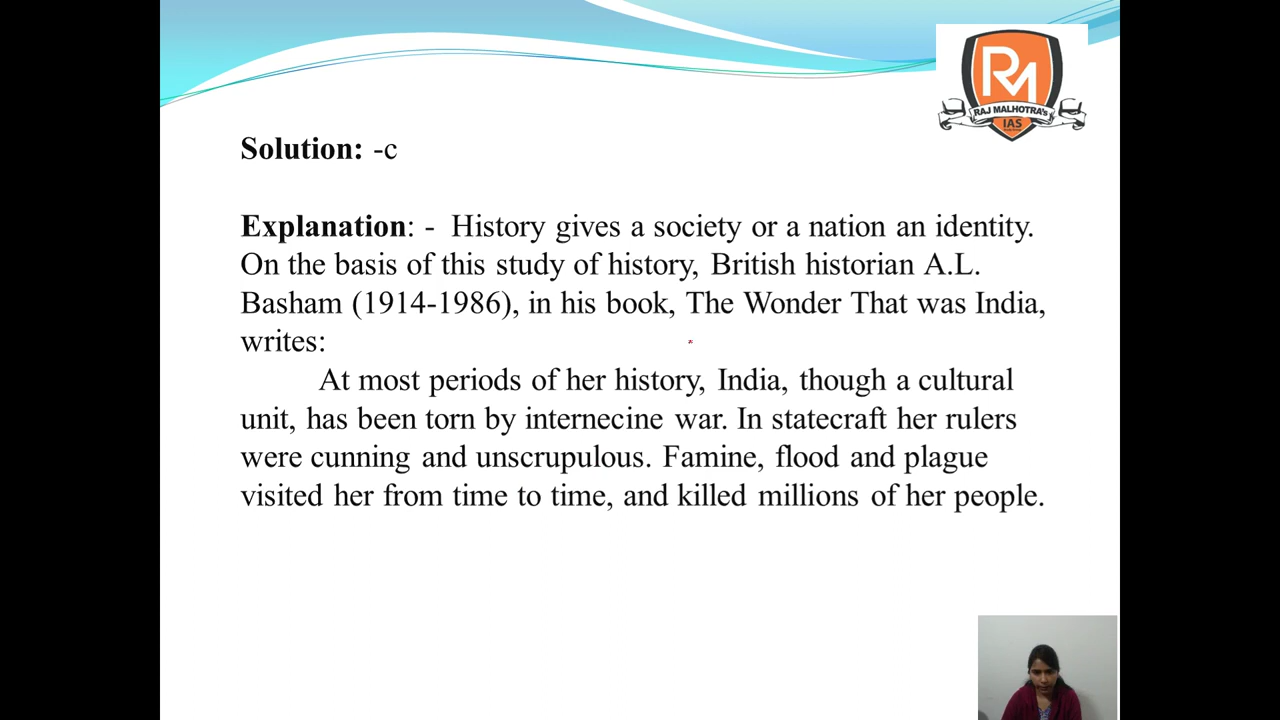 RM
RAJ MALHOTRA's
IAS
Solution: -c
Explanation: - History gives a society or a nation an identity.
On the basis of this study of history, British historian A.L.
Basham (1914-1986), in his book, The Wonder That was India,
writes:
At most periods of her history, India, though a cultural
unit, has been torn by internecine war. In statecraft her rulers
were cunning and unscrupulous. Famine, flood and plague
visited her from time to time, and killed millions of her people.